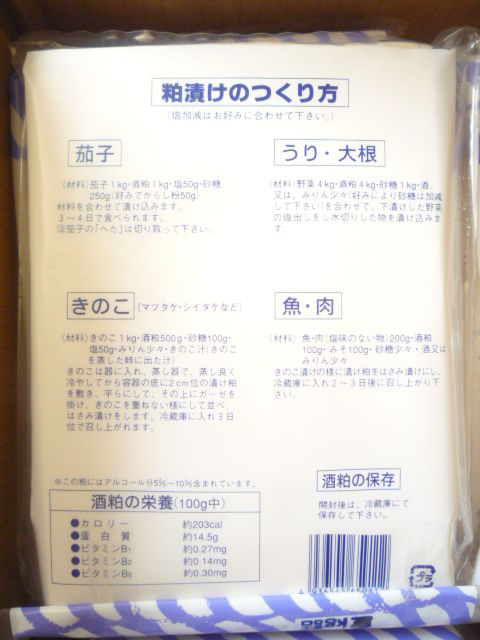 粕漬けのつくり方
(塩加減はお好みに合わせて下さい。)
茄子
(材料)茄子1kg・酒粕1kg・塩50g・砂糖
250g(好みでからし粉50g)
材料を合わせて漬け込みます。
3〜4日で食べられます。
㊟茄子の「へた」は切り取って下さい。
うり・大根
(材料)野菜4kg・酒粕4kg・砂糖1kg・酒、
又は、みりん少々(好みにより砂糖は加減
して下さい)を合わせて、下漬けした野菜
の塩出しをし水切りした物を漬け込みま
す。
きのこ(マツタケ・シイタケなど)
(材料)きのこ1kg・酒粕500g・砂糖100g・
塩50g・みりん少々・きのこ汁(きのこ
を蒸した時に出た汁)
きのこは器に入れ、蒸し器で、蒸し良く
冷やしてから容器の底に2cm位の漬け粕
を敷き、平らにして、その上にガーゼを
掛け、きのこを重ねない様にして並べ、
はさみ漬けをします。冷蔵庫に入れ3日
位で召し上がれます。
魚・肉
(材料) 魚・肉(塩味のない物)200g・酒粕
100g・みそ100g・砂糖少々・酒又は
みりん少々
きのこ漬けの様に漬け粕をはさみ漬けにし、
冷蔵庫に入れ2〜3日後に召し上がり下さ
い。
※この粕にはアルコール分5%〜10%含まれています。
酒粕の栄養(100g中)
●カロリー 約203cal
●蛋白質 約14.5g
●ビタミンB₁ 約0.27mg
●ビタミンB₂ 約0.14mg
●ビタミンB₆ 約0.30mg
酒粕の保存
開封後は、冷蔵庫にて
保存して下さい。
プラ